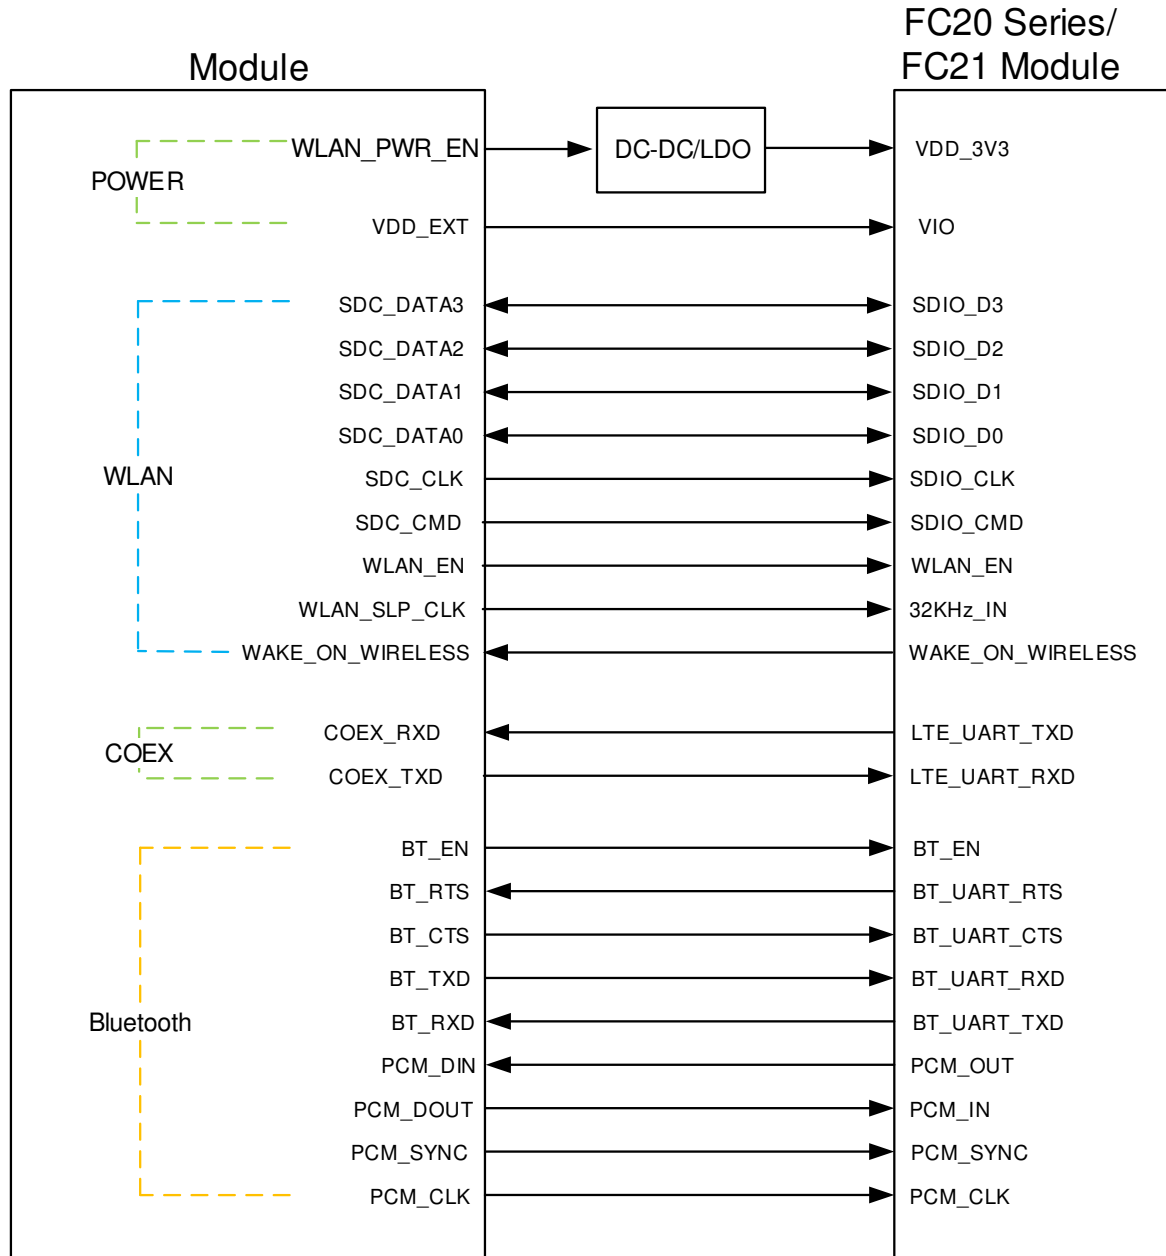 FC20 Series/
Module FC21 Module
WLAN_PWR_EN DC-DC/LDO VDD_3V3
POWER
VDD_EXT VIO
SDC_DATA3 SDIO_D3
SDC_DATA2 SDIO_D2
SDC_DATA1 SDIO_D1
SDC_DATA0 SDIO_D0
WLAN SDC_CLK SDIO_CLK
SDC_CMD SDIO_CMD
WLAN_EN WLAN_EN
WLAN_SLP_CLK 32KHz_IN
WAKE_ON_WIRELESS WAKE_ON_WIRELESS
COEX_RXD LTE_UART_TXD
COEX
COEX_TXD LTE_UART_RXD
BT_EN BT_EN
BT_RTS BT_UART_RTS
BT_CTS BT_UART_CTS
BT_TXD BT_UART_RXD
Bluetooth BT_RXD BT_UART_TXD
PCM_DIN PCM_OUT
PCM_DOUT PCM_IN
PCM_SYNC PCM_SYNC
PCM_CLK PCM_CLK